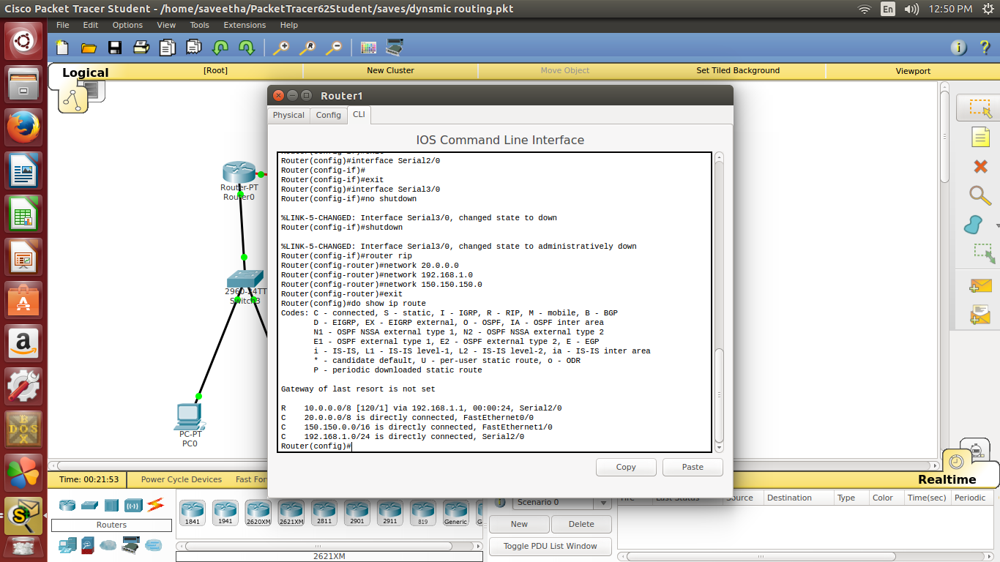 Cisco Packet Tracer Student - /home/saveetha/PacketTracer62Student/saves/dynsmic routing.pkt
En
12:50 PM
File Edit Options View Tools Extensions Help
Logical
[Root]
New Cluster
Move Object
Set Tiled Background
Viewport
Router-PT
Router0
2960-24TT
Switch3
PC-PT
PC0
Router1
Physical
Config
CLI
IOS Command Line Interface
Router(config)#interface Serial2/0
Router(config-if)#
Router(config-if)#exit
Router(config)#interface Serial3/0
Router(config-if)#no shutdown
%LINK-5-CHANGED: Interface Serial3/0, changed state to down
Router(config-if)#shutdown
%LINK-5-CHANGED: Interface Serial3/0, changed state to administratively down
Router(config-if)#router rip
Router(config-router)#network 20.0.0.0
Router(config-router)#network 192.168.1.0
Router(config-router)#network 150.150.150.0
Router(config-router)#exit
Router(config)#do show ip route
Codes: C - connected, S - static, I - IGRP, R - RIP, M - mobile, B - BGP
D - EIGRP, EX - EIGRP external, O - OSPF, IA - OSPF inter area
N1 - OSPF NSSA external type 1, N2 - OSPF NSSA external type 2
E1 - OSPF external type 1, E2 - OSPF external type 2, E - EGP
i - IS-IS, L1 - IS-IS level-1, L2 - IS-IS level-2, ia - IS-IS inter area
* - candidate default, U - per-user static route, o - ODR
P - periodic downloaded static route
Gateway of last resort is not set
R 10.0.0.0/8 [120/1] via 192.168.1.1, 00:00:24, Serial2/0
C 20.0.0.0/8 is directly connected, FastEthernet0/0
C 150.150.0.0/16 is directly connected, FastEthernet1/0
C 192.168.1.0/24 is directly connected, Serial2/0
Router(config)#
Copy
Paste
Time: 00:21:53
Power Cycle Devices
Fast For
Realtime
Routers
1841
1941
2620XM
2621XM
2811
2901
2911
819
Generic
2621XM
Scenario 0
New
Delete
Toggle PDU List Window
Fire
Last Status
Source
Destination
Type
Color
Time(sec)
Periodic